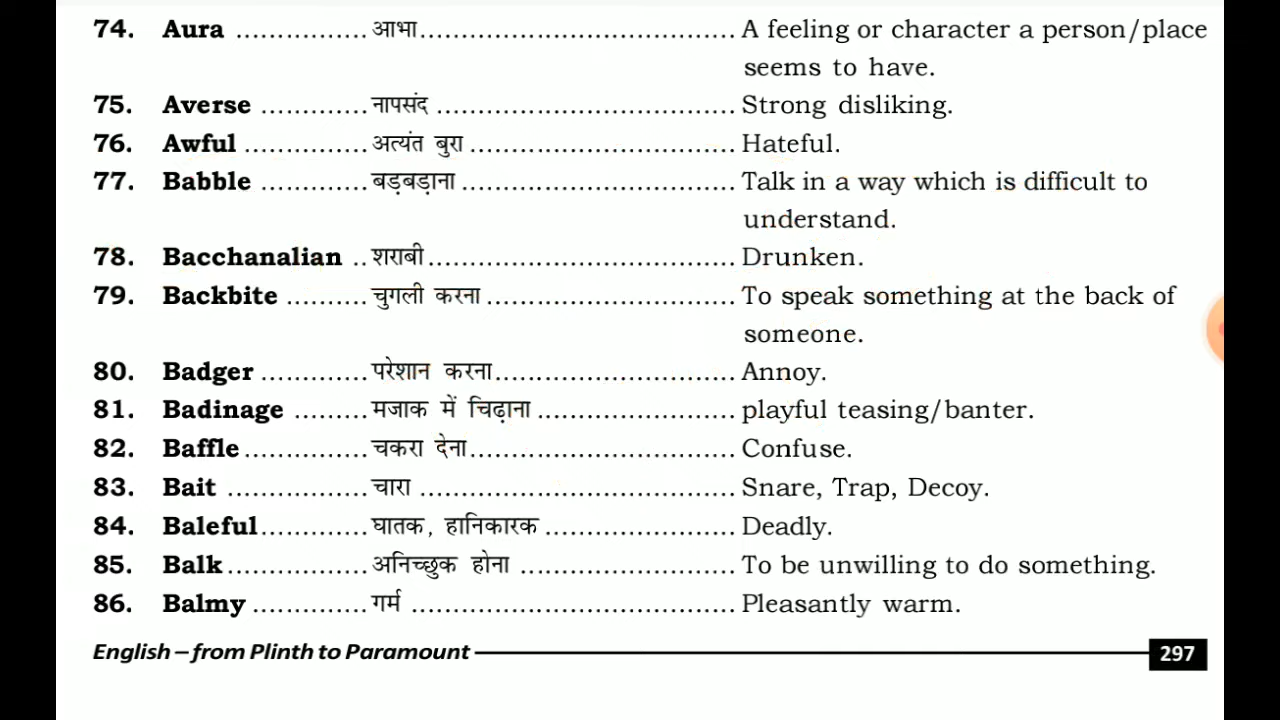 74. Aura ................ आभा...................................... A feeling or character a person/place
seems to have.
75. Averse ............. नापसंद .................................... Strong disliking.
76. Awful ............... अत्यंत बुरा ................................ Hateful.
77. Babble ............. बड़बड़ाना ................................. Talk in a way which is difficult to
understand.
78. Bacchanalian .. शराबी..................................... Drunken.
79. Backbite .......... चुगली करना .............................. To speak something at the back of
someone.
80. Badger ............. परेशान करना............................. Annoy.
81. Badinage ......... मजाक में चिढ़ाना ........................ playful teasing/banter.
82. Baffle ............... चकरा देना................................ Confuse.
83. Bait ................. चारा ...................................... Snare, Trap, Decoy.
84. Baleful............. घातक, हानिकारक ....................... Deadly.
85. Balk ................. अनिच्छुक होना .......................... To be unwilling to do something.
86. Balmy .............. गर्म ....................................... Pleasantly warm.
English – from Plinth to Paramount 297